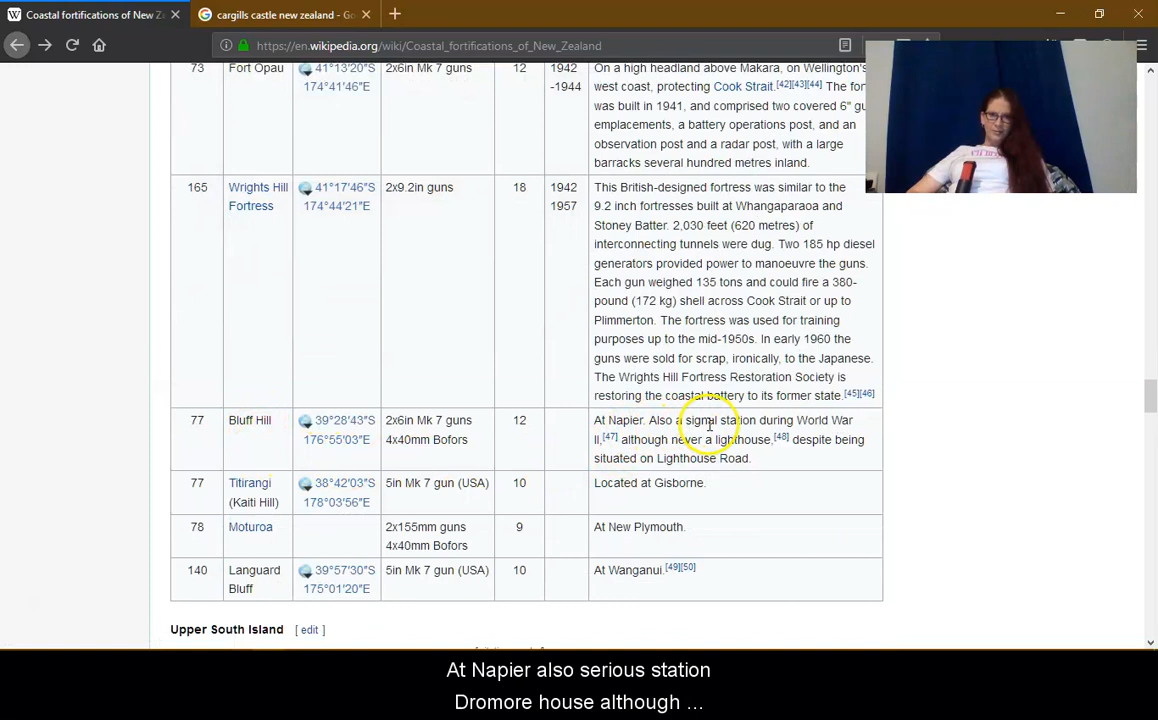 Coastal fortifications of New Z
cargills castle new zealand - Go
https://en.wikipedia.org/wiki/Coastal_fortifications_of_New_Zealand
73 Fort Opau 41°13′20″S 2x6in Mk 7 guns 12 1942 On a high headland above Makara, on Wellington's
174°41′46″E -1944 west coast, protecting Cook Strait.[42][43][44] The for
was built in 1941, and comprised two covered 6" gu
emplacements, a battery operations post, and an
observation post and a radar post, with a large
barracks several hundred metres inland.
165 Wrights Hill 41°17′46″S 2x9.2in guns 18 1942 This British-designed fortress was similar to the
Fortress 174°44′21″E 1957 9.2 inch fortresses built at Whangaparaoa and
Stoney Batter. 2,030 feet (620 metres) of
interconnecting tunnels were dug. Two 185 hp diesel
generators provided power to manoeuvre the guns.
Each gun weighed 135 tons and could fire a 380-
pound (172 kg) shell across Cook Strait or up to
Plimmerton. The fortress was used for training
purposes up to the mid-1950s. In early 1960 the
guns were sold for scrap, ironically, to the Japanese.
The Wrights Hill Fortress Restoration Society is
restoring the coastal battery to its former state.[45][46]
77 Bluff Hill 39°28′43″S 2x6in Mk 7 guns 12 At Napier. Also a signal station during World War
176°55′03″E 4x40mm Bofors II,[47] although never a lighthouse,[48] despite being
situated on Lighthouse Road.
77 Titirangi 38°42′03″S 5in Mk 7 gun (USA) 10 Located at Gisborne.
(Kaiti Hill) 178°03′56″E
78 Moturoa 2x155mm guns 9 At New Plymouth.
4x40mm Bofors
140 Languard 39°57′30″S 5in Mk 7 gun (USA) 10 At Wanganui.[49][50]
Bluff 175°01′20″E
Upper South Island [ edit ]
At Napier also serious station
Dromore house although ...